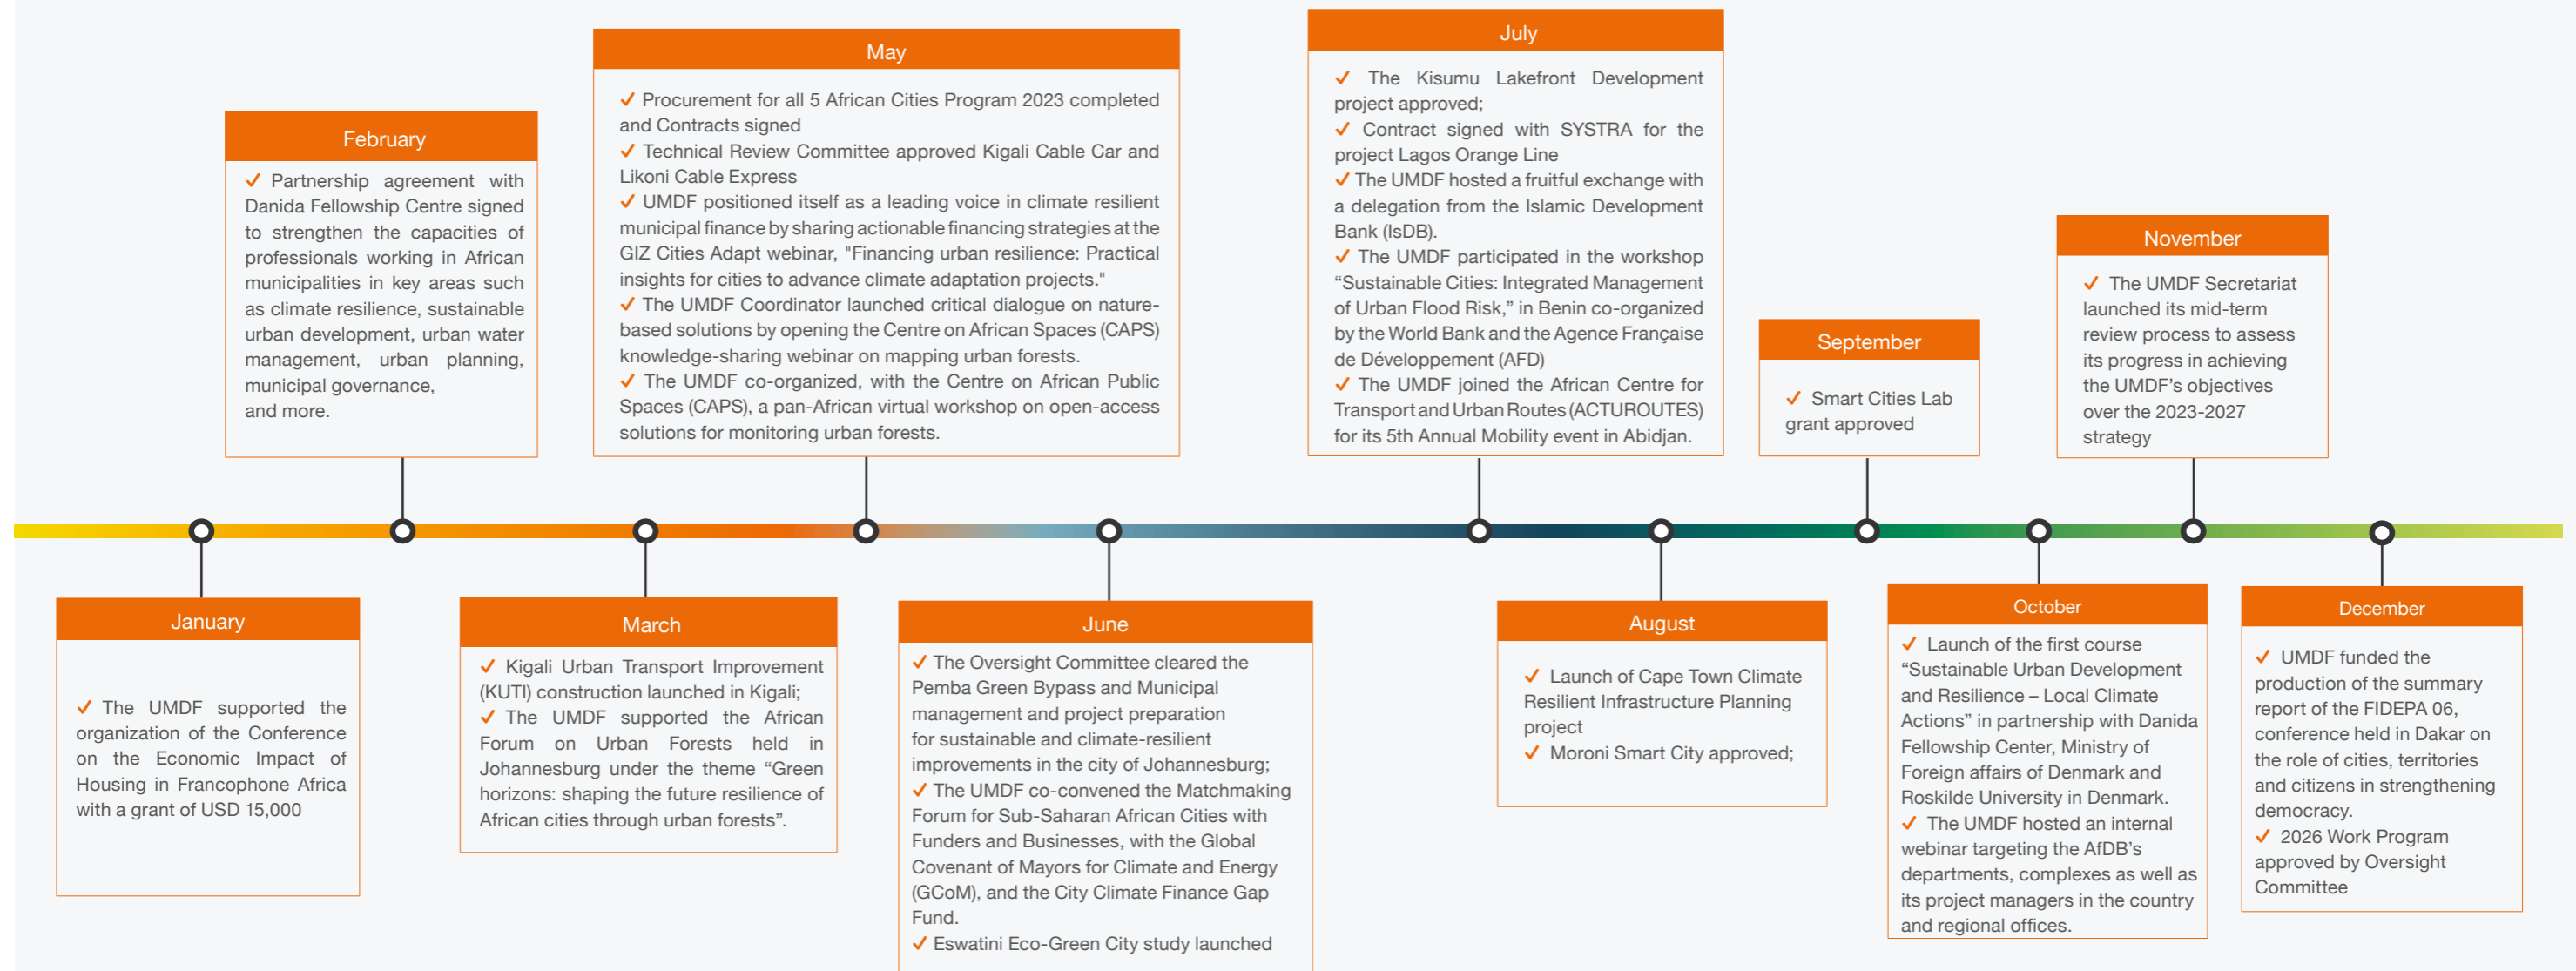 January
✓ The UMDF supported the
organization of the Conference
on the Economic Impact of
Housing in Francophone Africa
with a grant of USD 15,000
February
✓ Partnership agreement with
Danida Fellowship Centre signed
to strengthen the capacities of
professionals working in African
municipalities in key areas such
as climate resilience, sustainable
urban development, urban water
management, urban planning,
municipal governance,
and more.
March
✓ Kigali Urban Transport Improvement
(KUTI) construction launched in Kigali;
✓ The UMDF supported the African
Forum on Urban Forests held in
Johannesburg under the theme “Green
horizons: shaping the future resilience of
African cities through urban forests”.
May
✓ Procurement for all 5 African Cities Program 2023 completed
and Contracts signed
✓ Technical Review Committee approved Kigali Cable Car and
Likoni Cable Express
✓ UMDF positioned itself as a leading voice in climate resilient
municipal finance by sharing actionable financing strategies at the
GIZ Cities Adapt webinar, "Financing urban resilience: Practical
insights for cities to advance climate adaptation projects."
✓ The UMDF Coordinator launched critical dialogue on nature-
based solutions by opening the Centre on African Spaces (CAPS)
knowledge-sharing webinar on mapping urban forests.
✓ The UMDF co-organized, with the Centre on African Public
Spaces (CAPS), a pan-African virtual workshop on open-access
solutions for monitoring urban forests.
June
✓ The Oversight Committee cleared the
Pemba Green Bypass and Municipal
management and project preparation
for sustainable and climate-resilient
improvements in the city of Johannesburg;
✓ The UMDF co-convened the Matchmaking
Forum for Sub-Saharan African Cities with
Funders and Businesses, with the Global
Covenant of Mayors for Climate and Energy
(GCoM), and the City Climate Finance Gap
Fund.
✓ Eswatini Eco-Green City study launched
July
✓ The Kisumu Lakefront Development
project approved;
✓ Contract signed with SYSTRA for the
project Lagos Orange Line
✓ The UMDF hosted a fruitful exchange with
a delegation from the Islamic Development
Bank (IsDB).
✓ The UMDF participated in the workshop
“Sustainable Cities: Integrated Management
of Urban Flood Risk,” in Benin co-organized
by the World Bank and the Agence Française
de Développement (AFD)
✓ The UMDF joined the African Centre for
Transport and Urban Routes (ACTUROUTES)
for its 5th Annual Mobility event in Abidjan.
August
✓ Launch of Cape Town Climate
Resilient Infrastructure Planning
project
✓ Moroni Smart City approved;
September
✓ Smart Cities Lab
grant approved
October
✓ Launch of the first course
“Sustainable Urban Development
and Resilience – Local Climate
Actions” in partnership with Danida
Fellowship Center, Ministry of
Foreign affairs of Denmark and
Roskilde University in Denmark.
✓ The UMDF hosted an internal
webinar targeting the AfDB’s
departments, complexes as well as
its project managers in the country
and regional offices.
November
✓ The UMDF Secretariat
launched its mid-term
review process to assess
its progress in achieving
the UMDF’s objectives
over the 2023-2027
strategy
December
✓ UMDF funded the
production of the summary
report of the FIDEPA 06,
conference held in Dakar on
the role of cities, territories
and citizens in strengthening
democracy.
✓ 2026 Work Program
approved by Oversight
Committee